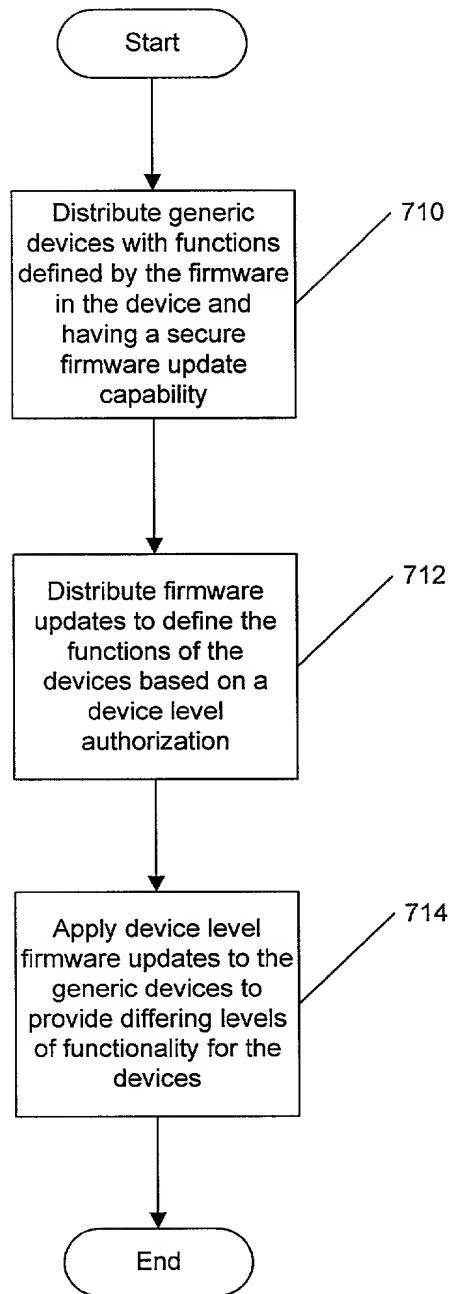 Start
Distribute generic
devices with functions
defined by the firmware
in the device and
having a secure
firmware update
capability
710
Distribute firmware
updates to define the
functions of the
devices based on a
device level
authorization
712
Apply device level
firmware updates to the
generic devices to
provide differing levels
of functionality for the
devices
714
End